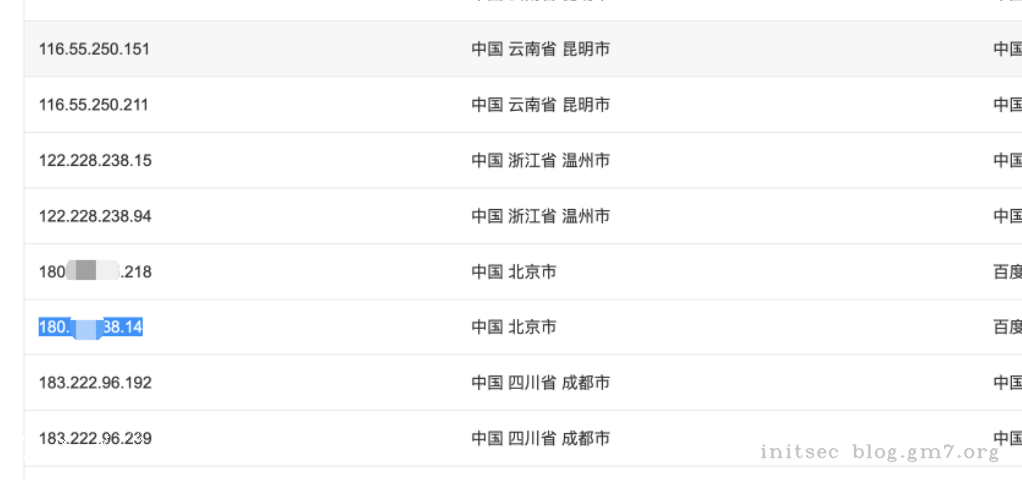 116.55.250.151 中国 云南省 昆明市 中国
116.55.250.211 中国 云南省 昆明市 中国
122.228.238.15 中国 浙江省 温州市 中国
122.228.238.94 中国 浙江省 温州市 中国
180 .218 中国 北京市 百度
180. 38.14 中国 北京市 百度
183.222.96.192 中国 四川省 成都市 中国
183.222.96.239 中国 四川省 成都市 中国
initsec blog.gm7.org